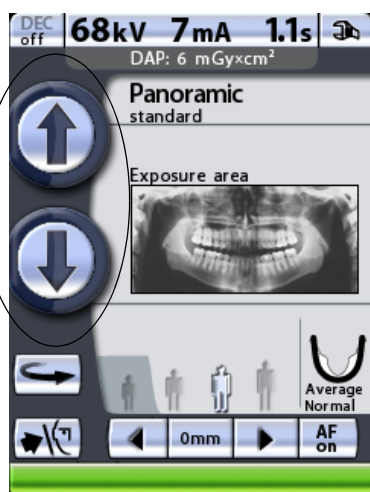 DEC off 68kV 7mA 1.1s
DAP: 6 mGy×cm²
Panoramic
standard
Exposure area
Average
Normal
0mm AF on